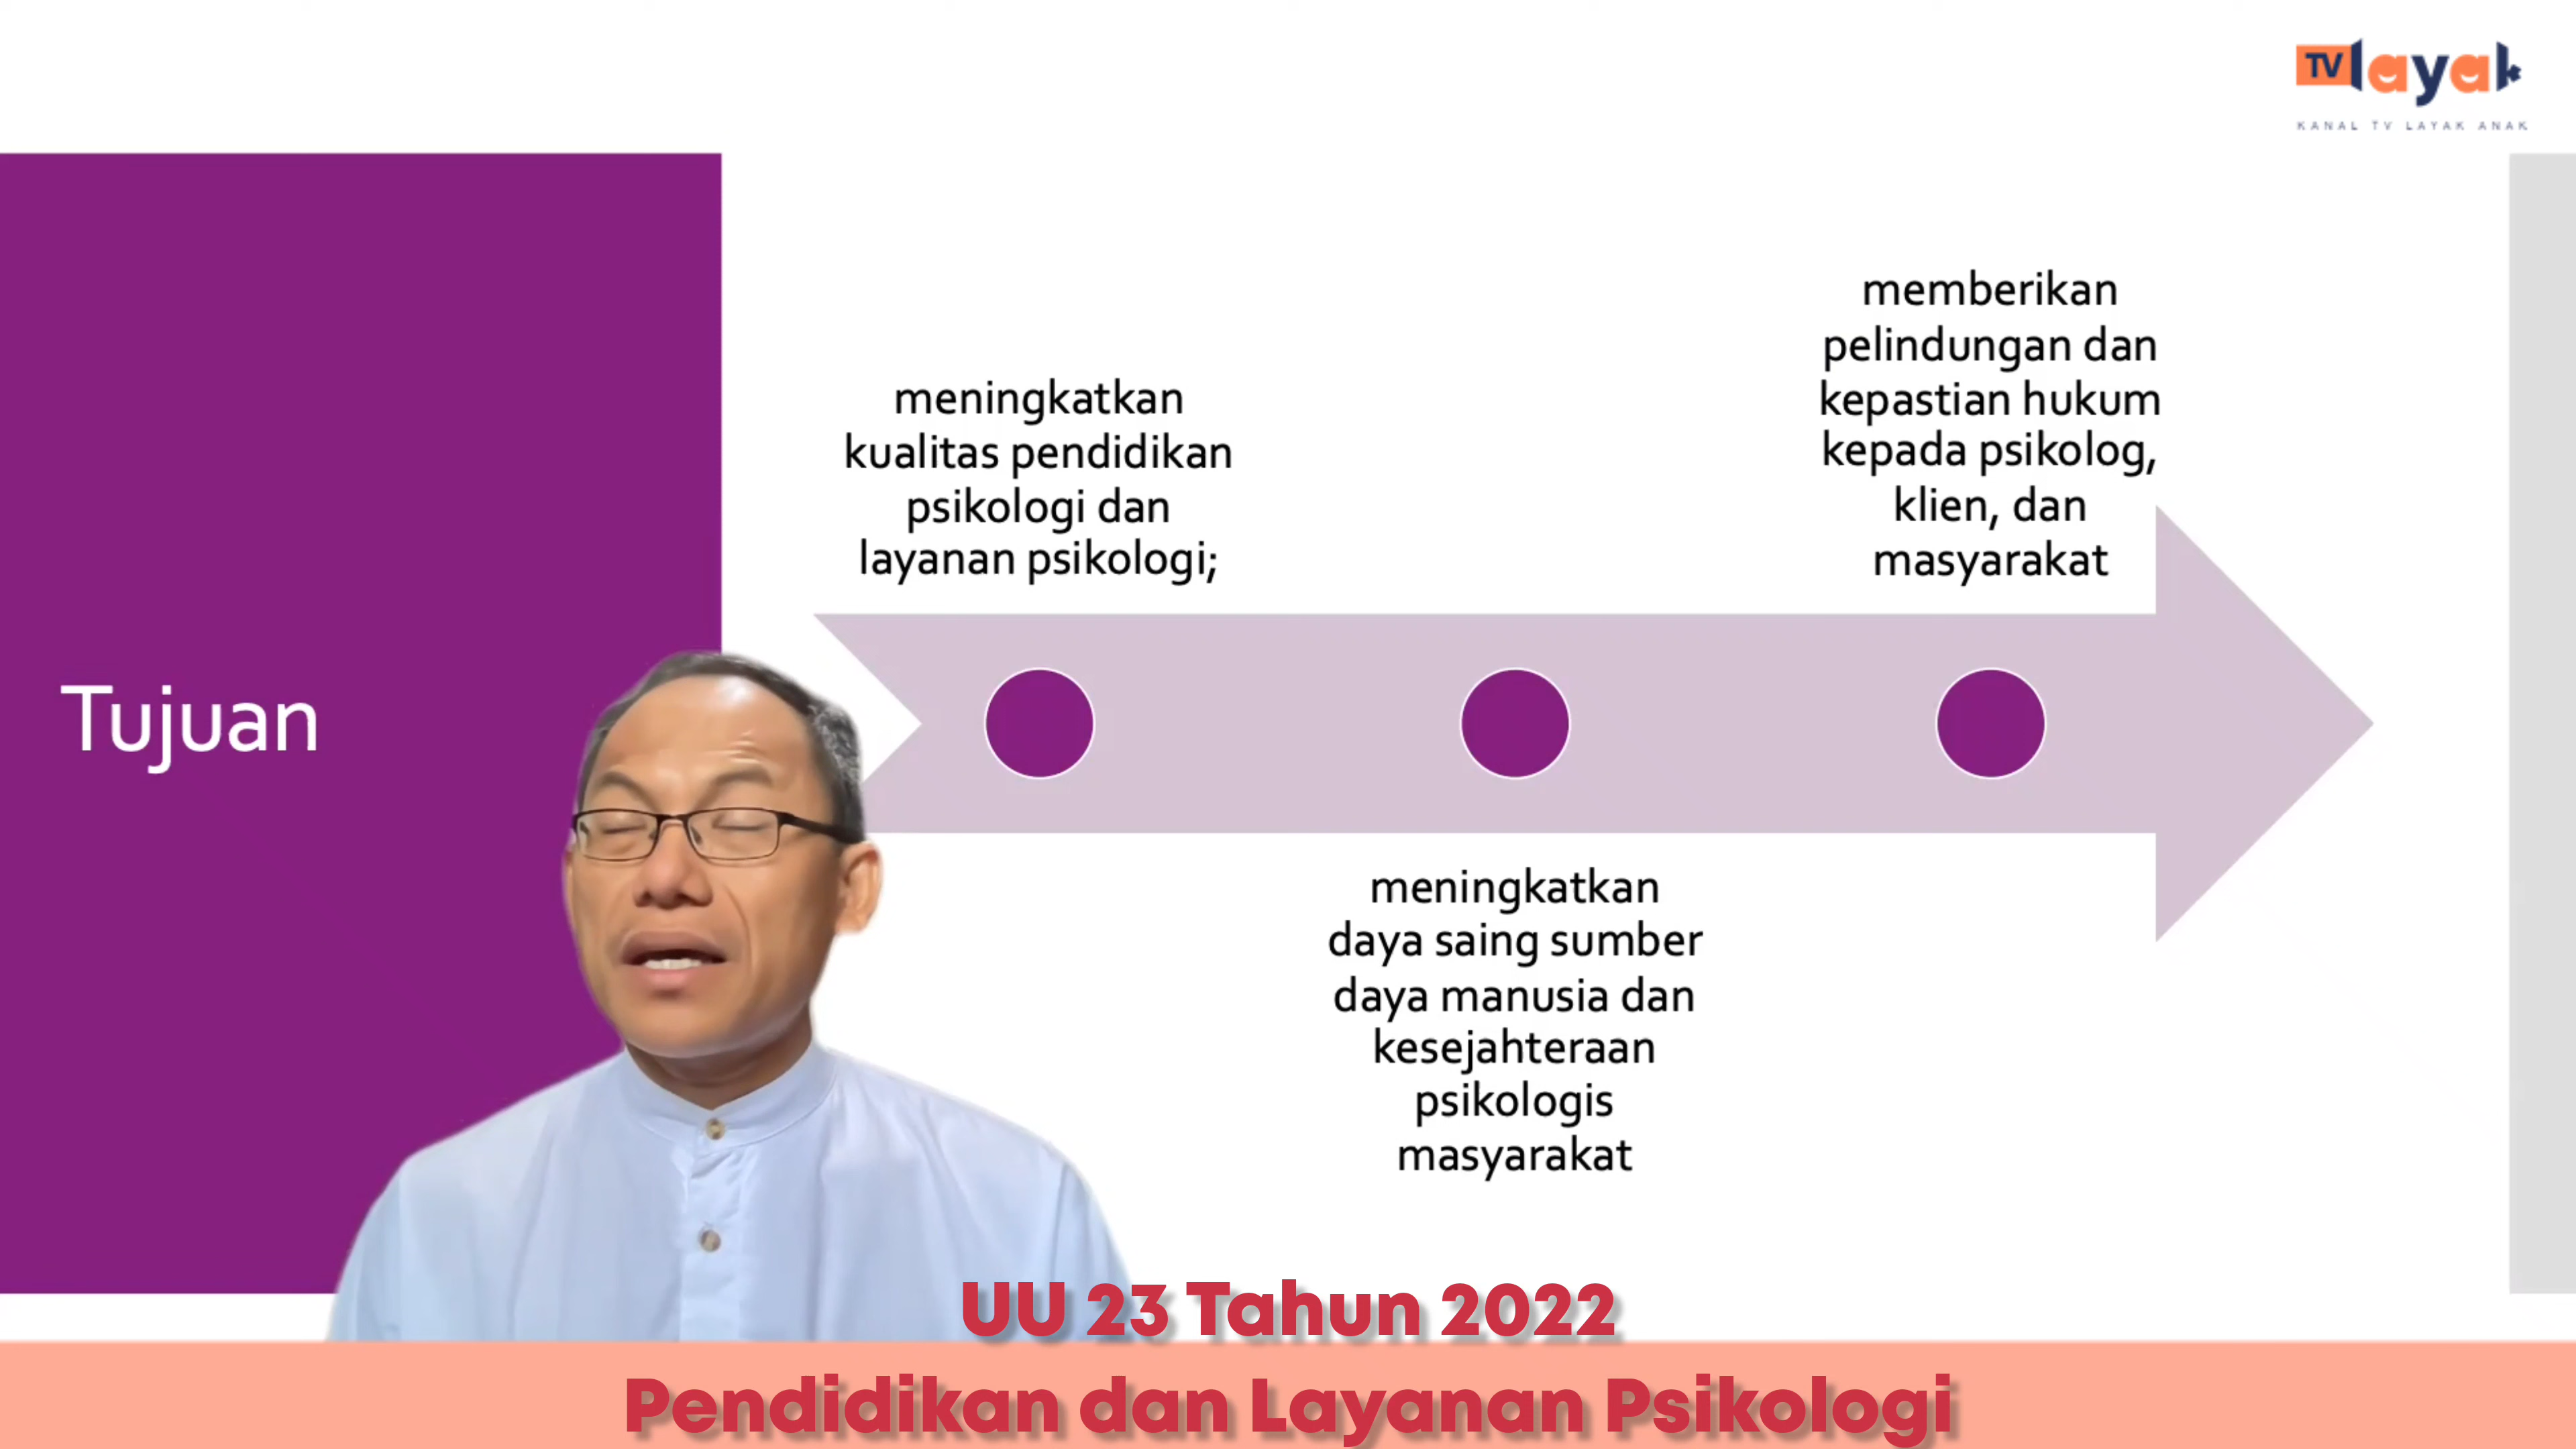 TV layak
KANAL TV LAYAK ANAK
Tujuan
meningkatkan
kualitas pendidikan
psikologi dan
layanan psikologi;
meningkatkan
daya saing sumber
daya manusia dan
kesejahteraan
psikologis
masyarakat
memberikan
pelindungan dan
kepastian hukum
kepada psikolog,
klien, dan
masyarakat
UU 23 Tahun 2022
Pendidikan dan Layanan Psikologi